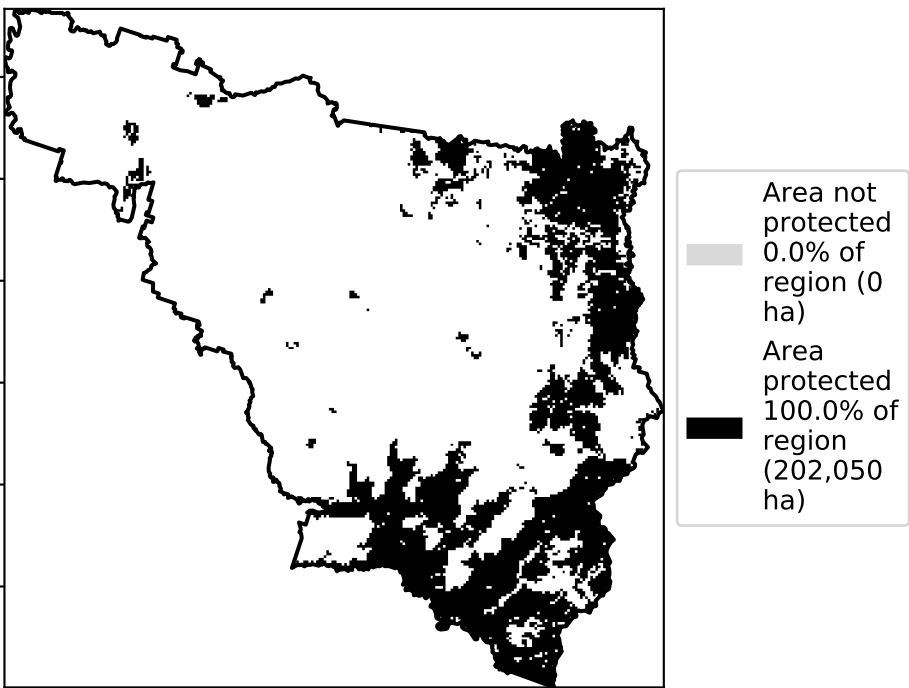 Area not
protected
0.0% of
region (0
ha)
Area
protected
100.0% of
region
(202,050
ha)